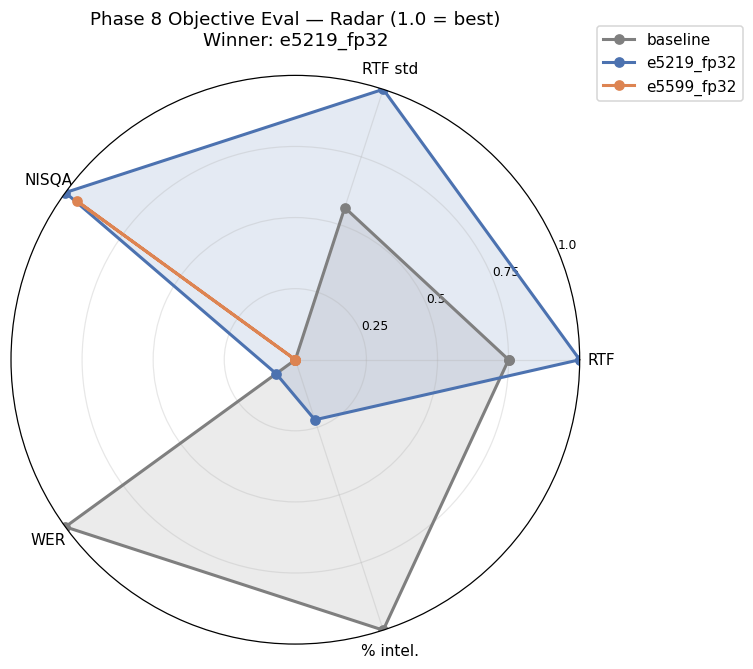 Phase 8 Objective Eval — Radar (1.0 = best)
Winner: e5219_fp32
baseline
e5219_fp32
e5599_fp32
RTF std
NISQA
1.0
0.75
0.5
0.25
RTF
WER
% intel.